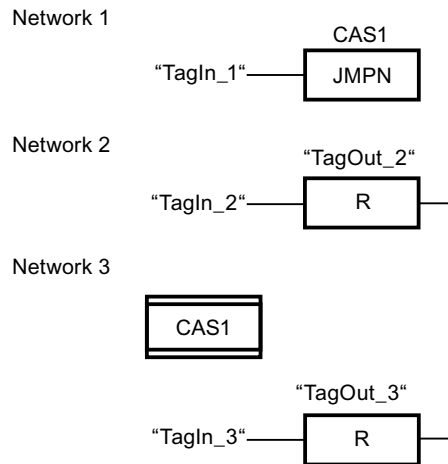 Network 1
CAS1
“TagIn_1“
JMPN
Network 2
“TagOut_2“
“TagIn_2“
R
Network 3
CAS1
“TagOut_3“
“TagIn_3“
R